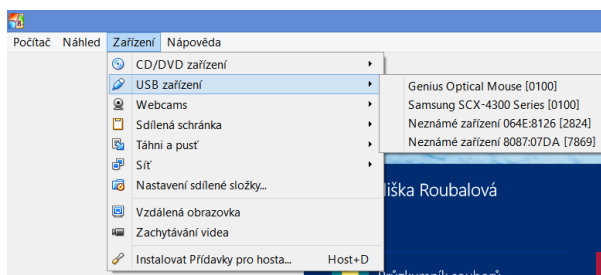 Počítač Náhled Zařízení Nápověda
CD/DVD zařízení
USB zařízení
Genius Optical Mouse [0100]
Webcams
Samsung SCX-4300 Series [0100]
Sdílená schránka
Neznámé zařízení 064E:8126 [2824]
Táhni a pusť
Neznámé zařízení 8087:07DA [7869]
Síť
Nastavení sdílené složky...
iška Roubalová
Vzdálená obrazovka
Zachytávání videa
Instalovat Přídavky pro hosta... Host+D